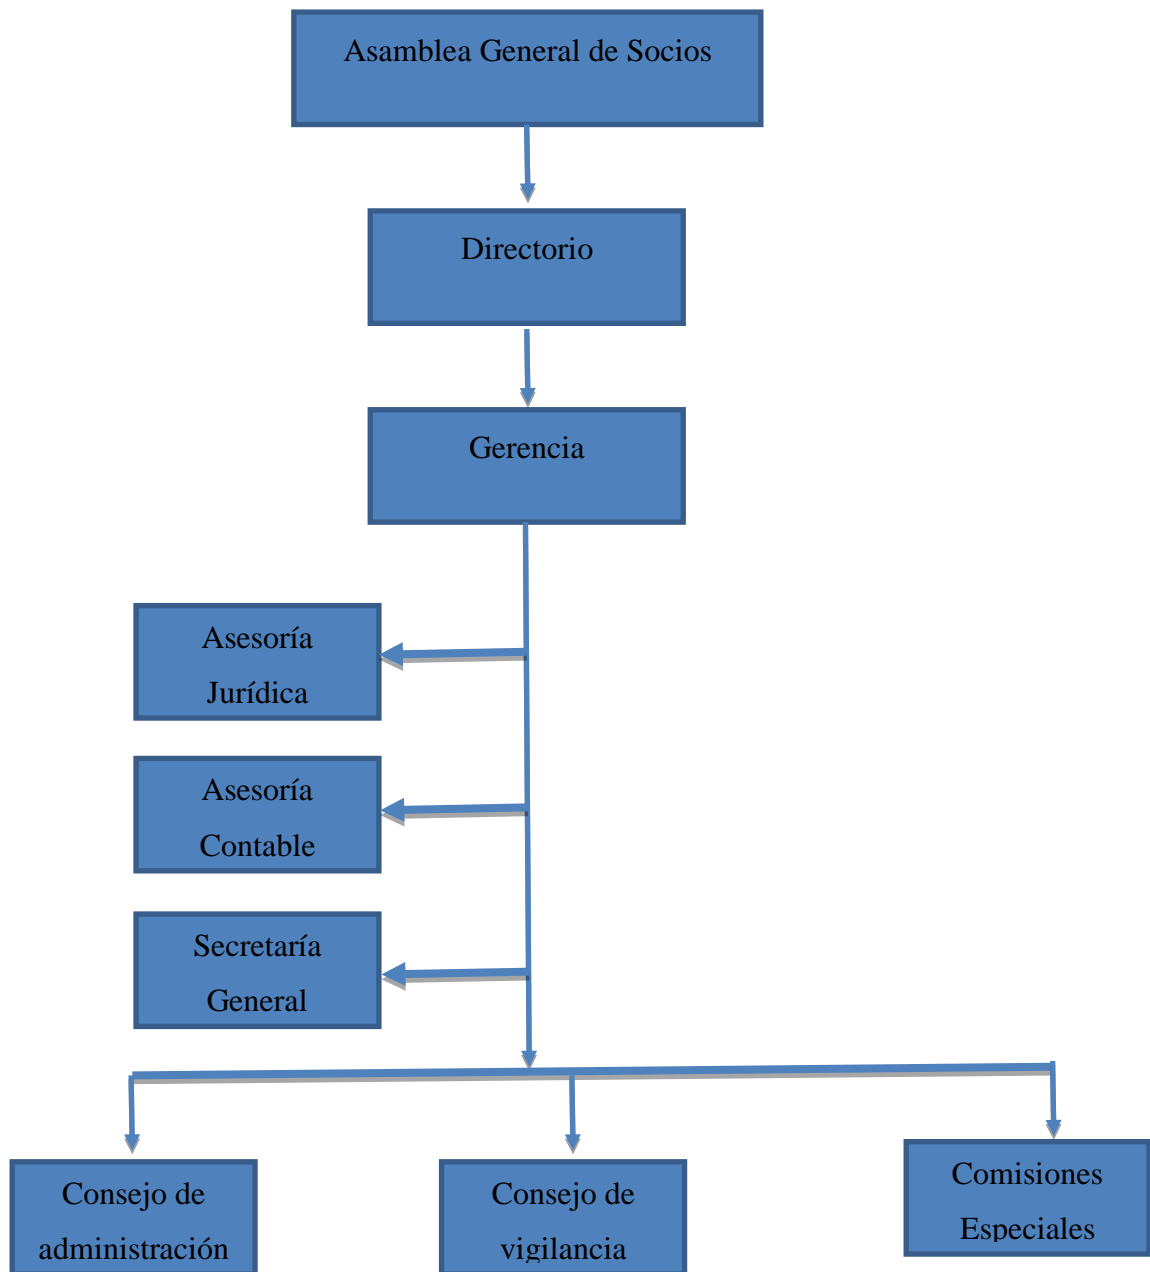 Asamblea General de Socios
Directorio
Gerencia
Asesoría
Jurídica
Asesoría
Contable
Secretaría
General
Consejo de
administración
Consejo de
vigilancia
Comisiones
Especiales